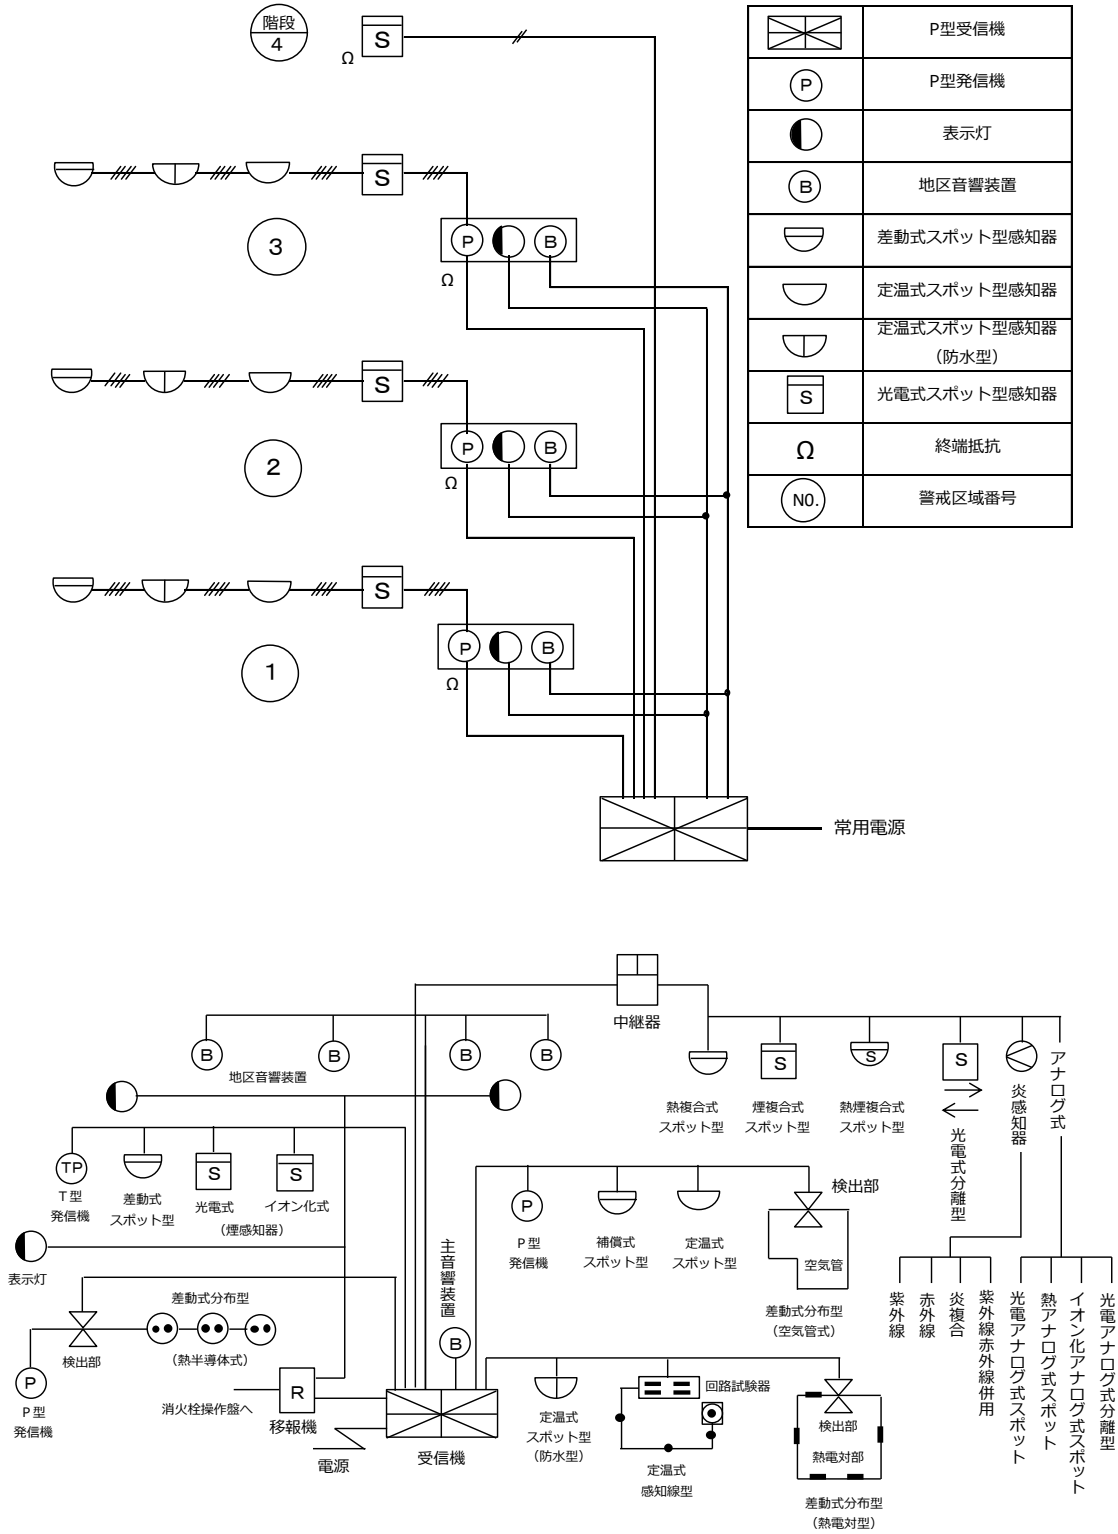 階段
4
S
Ω
S
3
P
B
Ω
S
2
P
B
Ω
S
1
P
B
Ω
常用電源
P型受信機
P
P型発信機
表示灯
B
地区音響装置
差動式スポット型感知器
定温式スポット型感知器
定温式スポット型感知器
（防水型）
S
光電式スポット型感知器
Ω
終端抵抗
NO.
警戒区域番号
中継器
B
B
B
B
地区音響装置
S
S
S
熱複合式
スポット型
煙複合式
スポット型
熱煙複合式
スポット型
光電式分離型
炎感知器
アナログ式
TP
T型
発信機
差動式
スポット型
S
光電式
S
イオン化式
（煙感知器）
表示灯
P
P型
発信機
補償式
スポット型
定温式
スポット型
検出部
空気管
差動式分布型
（空気管式）
主音響装置
B
差動式分布型
（熱半導体式）
検出部
P
P型
発信機
消火栓操作盤へ
R
移報機
電源
受信機
定温式
スポット型
（防水型）
回路試験器
定温式
感知線型
検出部
熱電対部
差動式分布型
（熱電対型）
紫外線
赤外線
炎複合
紫外線赤外線併用
光電アナログ式スポット
熱アナログ式スポット
イオン化アナログ式スポット
光電アナログ式分離型